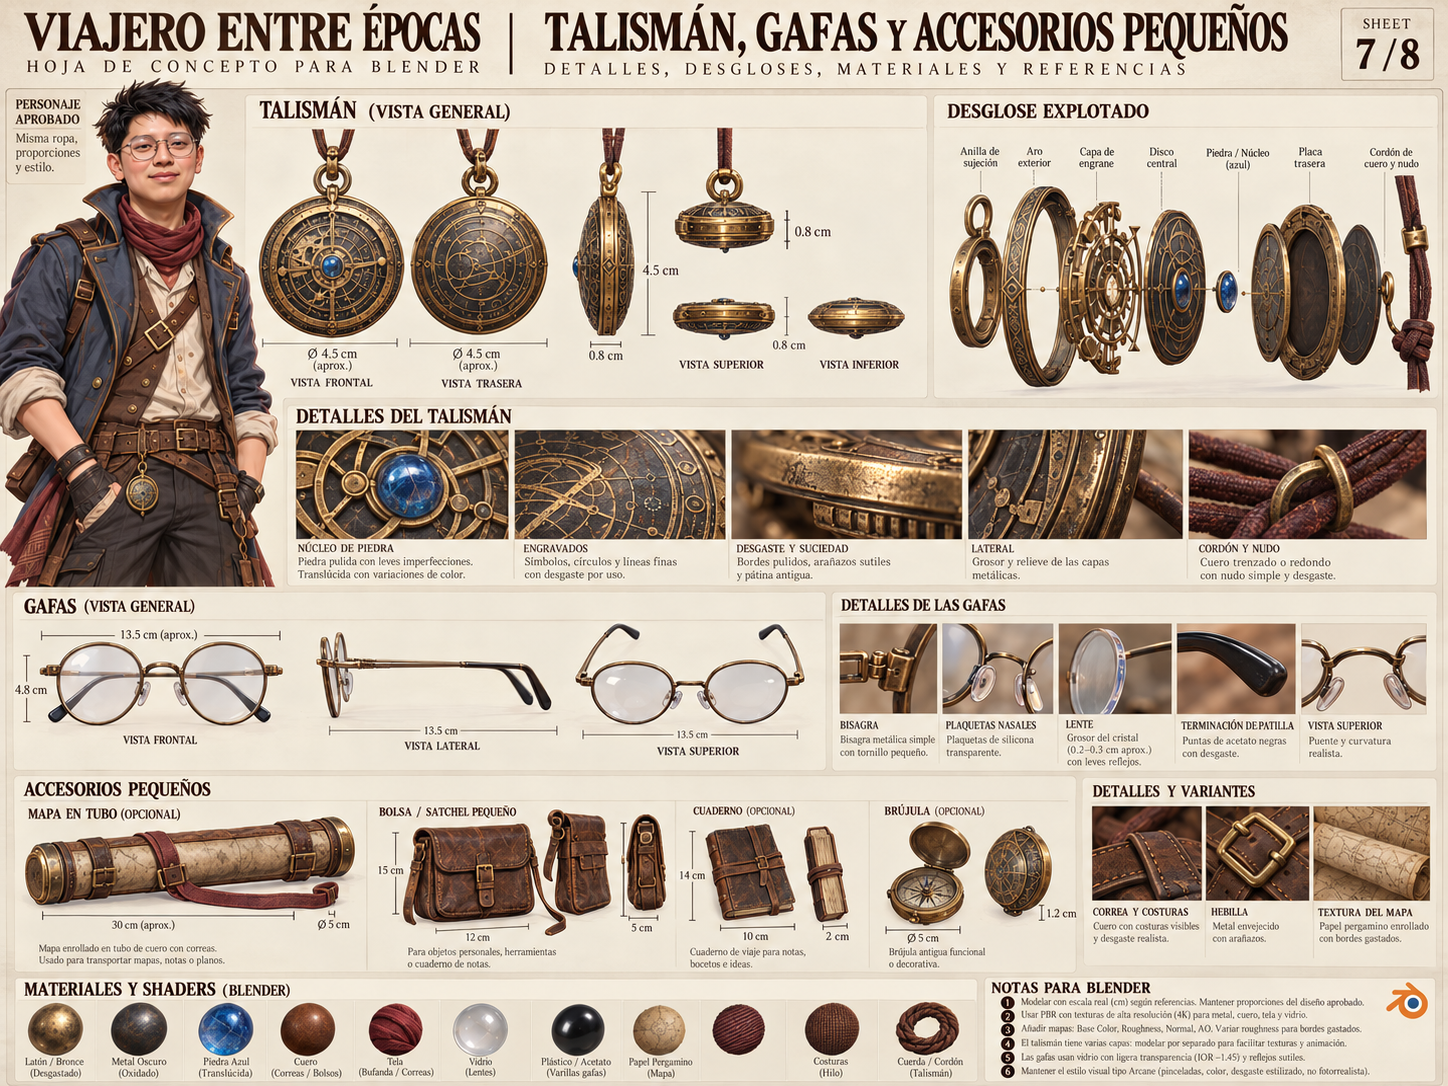 VIAJERO ENTRE ÉPOCAS
HOJA DE CONCEPTO PARA BLENDER
TALISMÁN, GAFAS Y ACCESORIOS PEQUEÑOS
DETALLES, DESGLOSES, MATERIALES Y REFERENCIAS
SHEET
7/8
PERSONAJE
APROBADO
Misma ropa,
proporciones
y estilo.
TALISMÁN (VISTA GENERAL)
Ø 4.5 cm
(aprox.)
VISTA FRONTAL
Ø 4.5 cm
(aprox.)
VISTA TRASERA
4.5 cm
0.8 cm
0.8 cm
0.8 cm
VISTA SUPERIOR
VISTA INFERIOR
DESGLOSE EXPLOTADO
Anilla de
sujeción
Aro
exterior
Capa de
engrane
Disco
central
Piedra / Núcleo
(azul)
Placa
trasera
Cordón de
cuero y nudo
DETALLES DEL TALISMÁN
NÚCLEO DE PIEDRA
Piedra pulida con leves imperfecciones.
Translúcida con variaciones de color.
ENGRAVADOS
Símbolos, círculos y líneas finas
con desgaste por uso.
DESGASTE Y SUCIEDAD
Bordes pulidos, arañazos sutiles
y pátina antigua.
LATERAL
Grosor y relieve de las capas
metálicas.
CORDÓN Y NUDO
Cuero trenzado o redondo
con nudo simple y desgaste.
GAFAS (VISTA GENERAL)
13.5 cm (aprox.)
4.8 cm
VISTA FRONTAL
13.5 cm
VISTA LATERAL
13.5 cm
VISTA SUPERIOR
DETALLES DE LAS GAFAS
BISAGRA
Bisagra metálica simple
con tornillo pequeño.
PLAQUETAS NASALES
Plaquetas de silicona
transparente.
LENTE
Grosor del cristal
(0.2–0.3 cm aprox.)
con leves reflejos.
TERMINACIÓN DE PATILLA
Puntas de acetato negras
con desgaste.
VISTA SUPERIOR
Puente y curvatura
realista.
ACCESORIOS PEQUEÑOS
MAPA EN TUBO (OPCIONAL)
30 cm (aprox.)
Ø 5 cm
Mapa enrollado en tubo de cuero con correas.
Usado para transportar mapas, notas o planos.
BOLSA / SATCHEL PEQUEÑO
15 cm
12 cm
5 cm
Para objetos personales, herramientas
o cuaderno de notas.
CUADERNO (OPCIONAL)
14 cm
10 cm
2 cm
Cuaderno de viaje para notas,
bocetos e ideas.
BRÚJULA (OPCIONAL)
Ø 5 cm
1.2 cm
Brújula antigua funcional
o decorativa.
DETALLES Y VARIANTES
CORREA Y COSTURAS
Cuero con costuras visibles
y desgaste realista.
HEBILLA
Metal envejecido
con arañazos.
TEXTURA DEL MAPA
Papel pergamino enrollado
con bordes gastados.
MATERIALES Y SHADERS (BLENDER)
Latón / Bronce
(Desgastado)
Metal Oscuro
(Oxidado)
Piedra Azul
(Translúcida)
Cuero
(Correas / Bolsos)
Tela
(Bufanda / Correas)
Vidrio
(Lentes)
Plástico / Acetato
(Varillas gafas)
Papel Pergamino
(Mapa)
Costuras
(Hilo)
Cuerda / Cordón
(Talismán)
NOTAS PARA BLENDER
1 Modelar con escala real (cm) según referencias. Mantener proporciones del diseño aprobado.
2 Usar PBR con texturas de alta resolución (4K) para metal, cuero, tela y vidrio.
3 Añadir mapas: Base Color, Roughness, Normal, AO. Variar roughness para bordes gastados.
4 El talismán tiene varias capas: modelar por separado para facilitar texturas y animación.
5 Las gafas usan vidrio con ligera transparencia (IOR ~1.45) y reflejos sutiles.
6 Mantener el estilo visual tipo Arcane (pinceladas, color, desgaste estilizado, no fotorrealista).